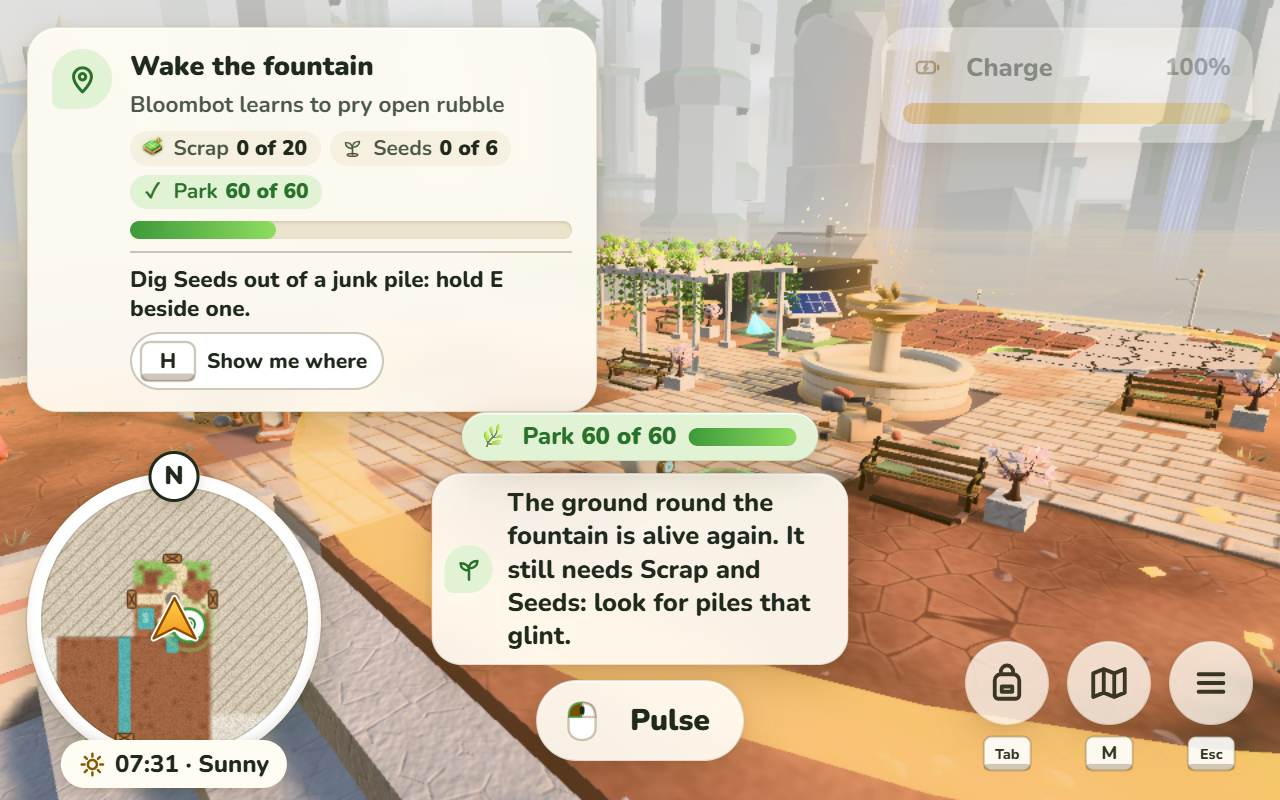 Wake the fountain
Bloombot learns to pry open rubble
Scrap 0 of 20
Seeds 0 of 6
Park 60 of 60
Dig Seeds out of a junk pile: hold E
beside one.
H Show me where
Charge 100%
Park 60 of 60
The ground round the
fountain is alive again. It
still needs Scrap and
Seeds: look for piles that
glint.
N
07:31 · Sunny
Pulse
Tab
M
Esc